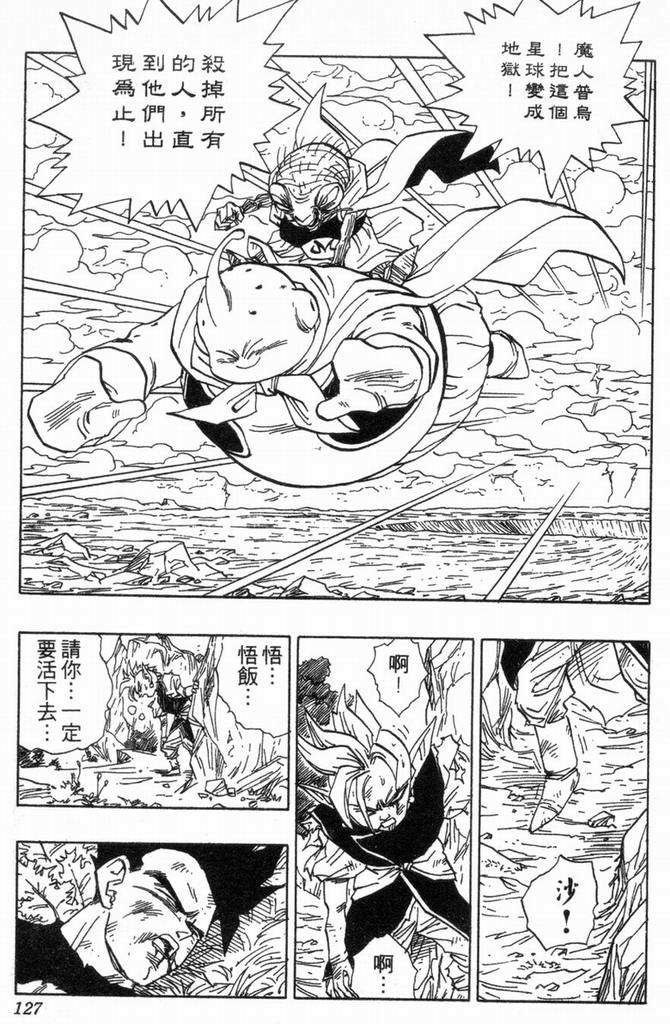 魔人普烏
！把這個
星球變成
地獄！
殺掉所有
的人，直
到他們出
現為止！
沙！
啊！
啊…
悟…
悟飯…
請你…一定
要活下去…
127